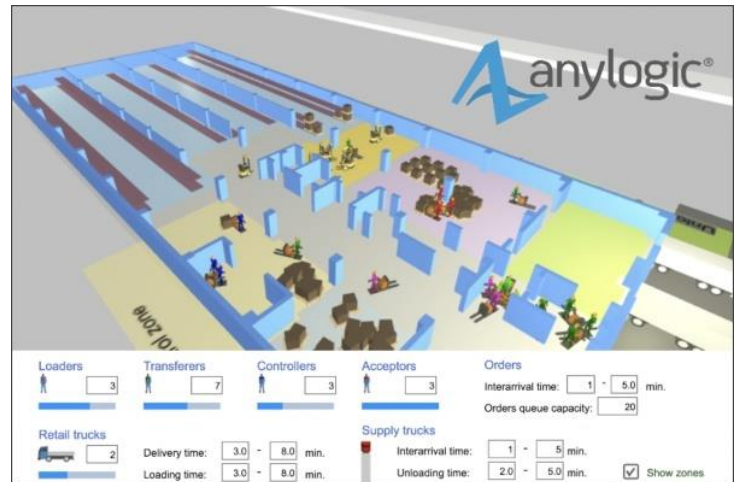 anylogic®
rol zone
Loaders
Transferers
Controllers
Acceptors
Orders
3
7
3
3
Interarrival time: 1 - 5.0 min.
Orders queue capacity: 20
Retail trucks
Supply trucks
2
Delivery time: 3.0 - 8.0 min.
Interarrival time: 1 - 5 min.
Loading time: 3.0 - 8.0 min.
Unloading time: 2.0 - 5.0 min.
Show zones